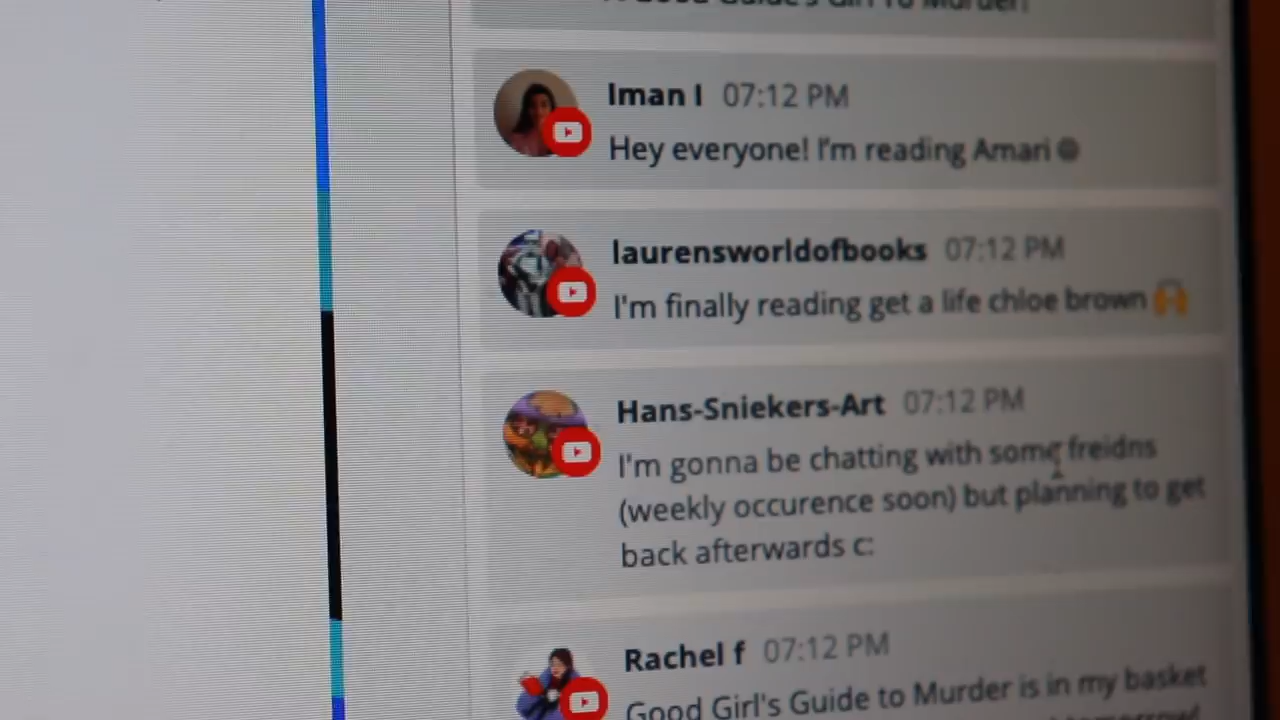 Iman I 07:12 PM
Hey everyone! I'm reading Amari
laurensworldofbooks 07:12 PM
I'm finally reading get a life chloe brown
Hans-Sniekers-Art 07:12 PM
I'm gonna be chatting with some freidns
(weekly occurence soon) but planning to get
back afterwards c:
Rachel f 07:12 PM
Good Girl's Guide to Murder is in my basket